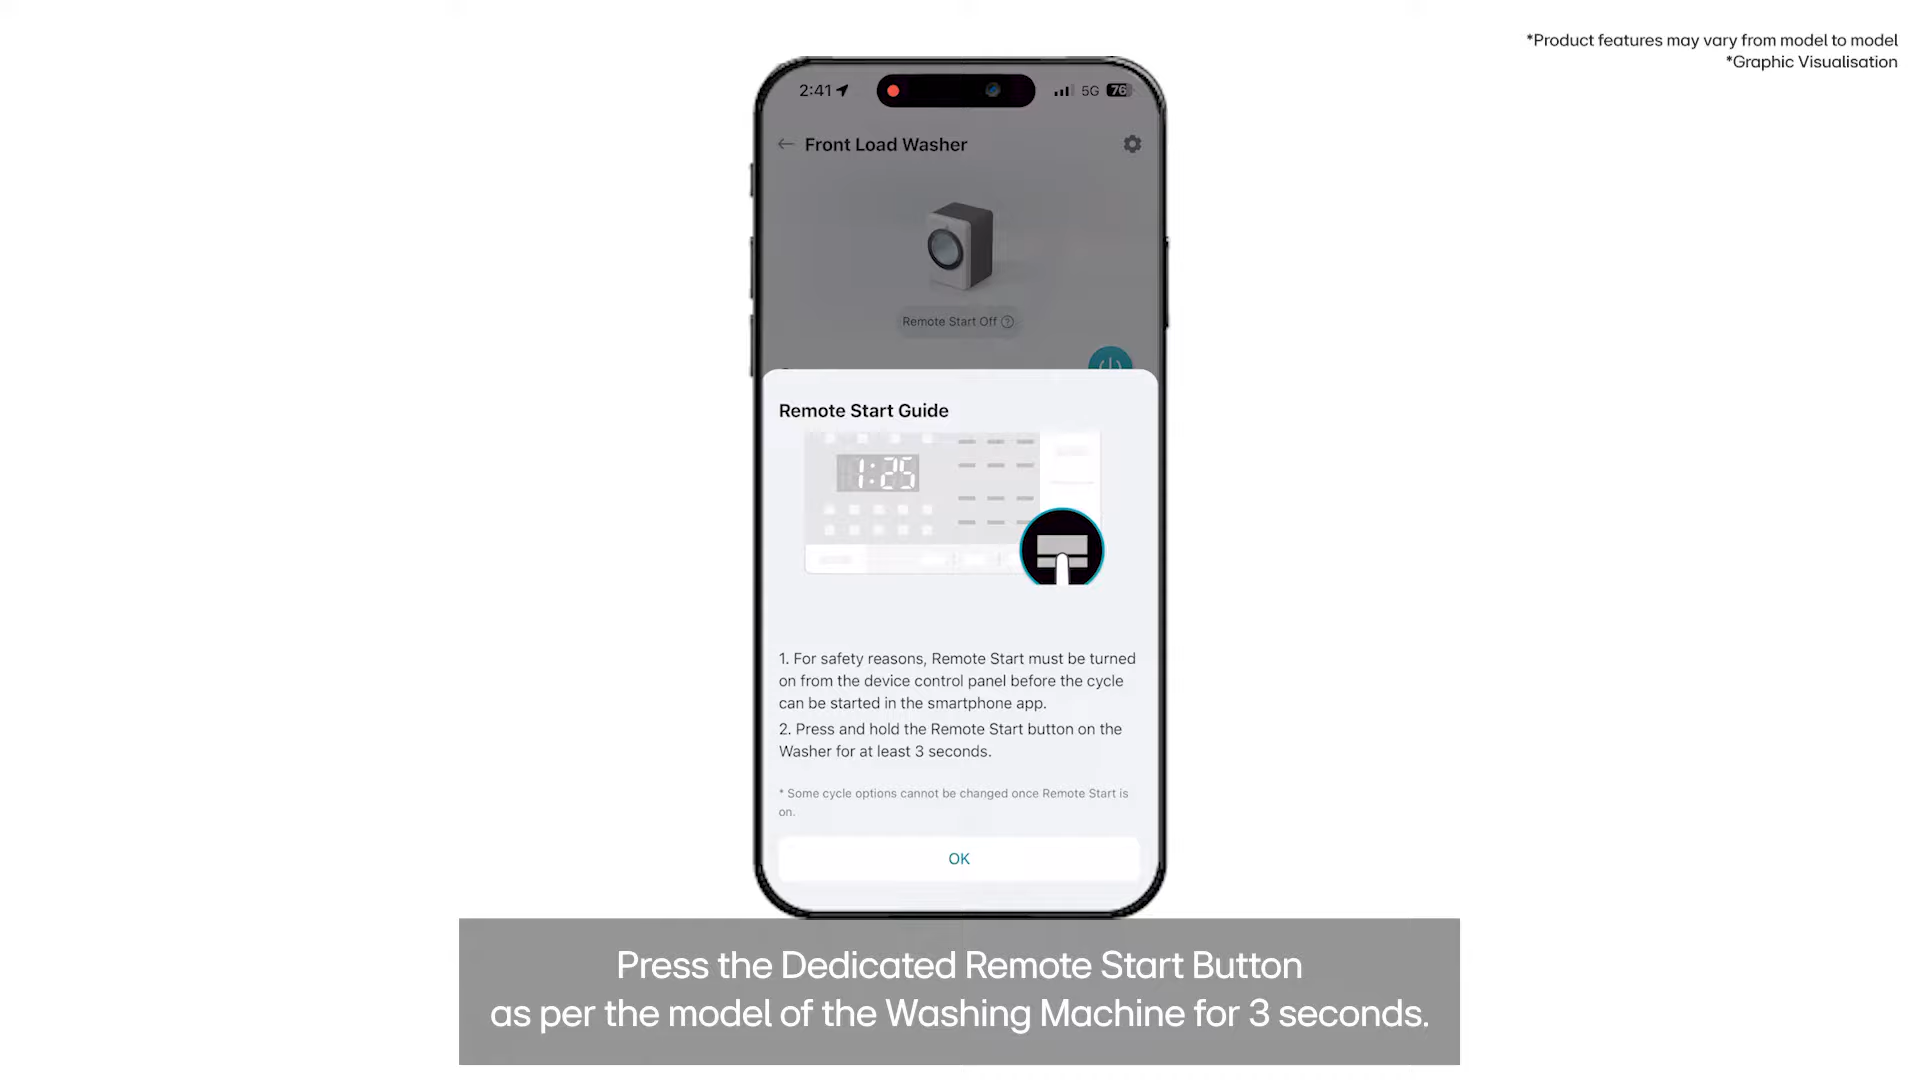 *Product features may vary from model to model
*Graphic Visualisation
2:41
5G
76
Front Load Washer
Remote Start Off
Remote Start Guide
1:25
1. For safety reasons, Remote Start must be turned
on from the device control panel before the cycle
can be started in the smartphone app.
2. Press and hold the Remote Start button on the
Washer for at least 3 seconds.
* Some cycle options cannot be changed once Remote Start is
on.
OK
Press the Dedicated Remote Start Button
as per the model of the Washing Machine for 3 seconds.